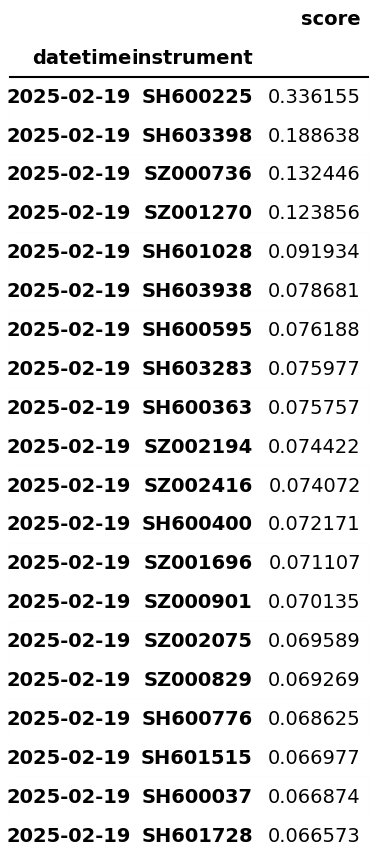 score
datetime instrument
2025-02-19 SH600225 0.336155
2025-02-19 SH603398 0.188638
2025-02-19 SZ000736 0.132446
2025-02-19 SZ001270 0.123856
2025-02-19 SH601028 0.091934
2025-02-19 SH603938 0.078681
2025-02-19 SH600595 0.076188
2025-02-19 SH603283 0.075977
2025-02-19 SH600363 0.075757
2025-02-19 SZ002194 0.074422
2025-02-19 SZ002416 0.074072
2025-02-19 SH600400 0.072171
2025-02-19 SZ001696 0.071107
2025-02-19 SZ000901 0.070135
2025-02-19 SZ002075 0.069589
2025-02-19 SZ000829 0.069269
2025-02-19 SH600776 0.068625
2025-02-19 SH601515 0.066977
2025-02-19 SH600037 0.066874
2025-02-19 SH601728 0.066573